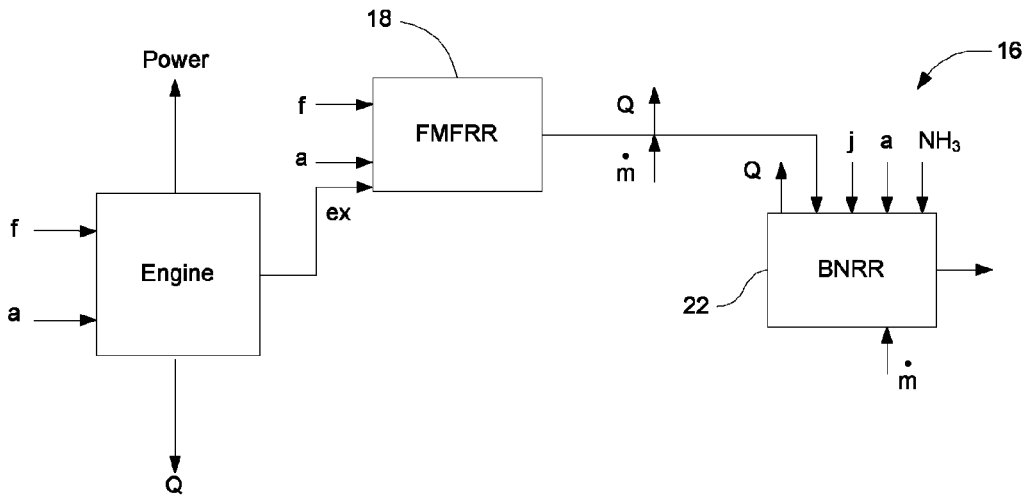 18
16
Power
f
FMFRR
Q
a
ex
ṁ
j
a
NH₃
Q
f
Engine
a
BNRR
22
ṁ
Q